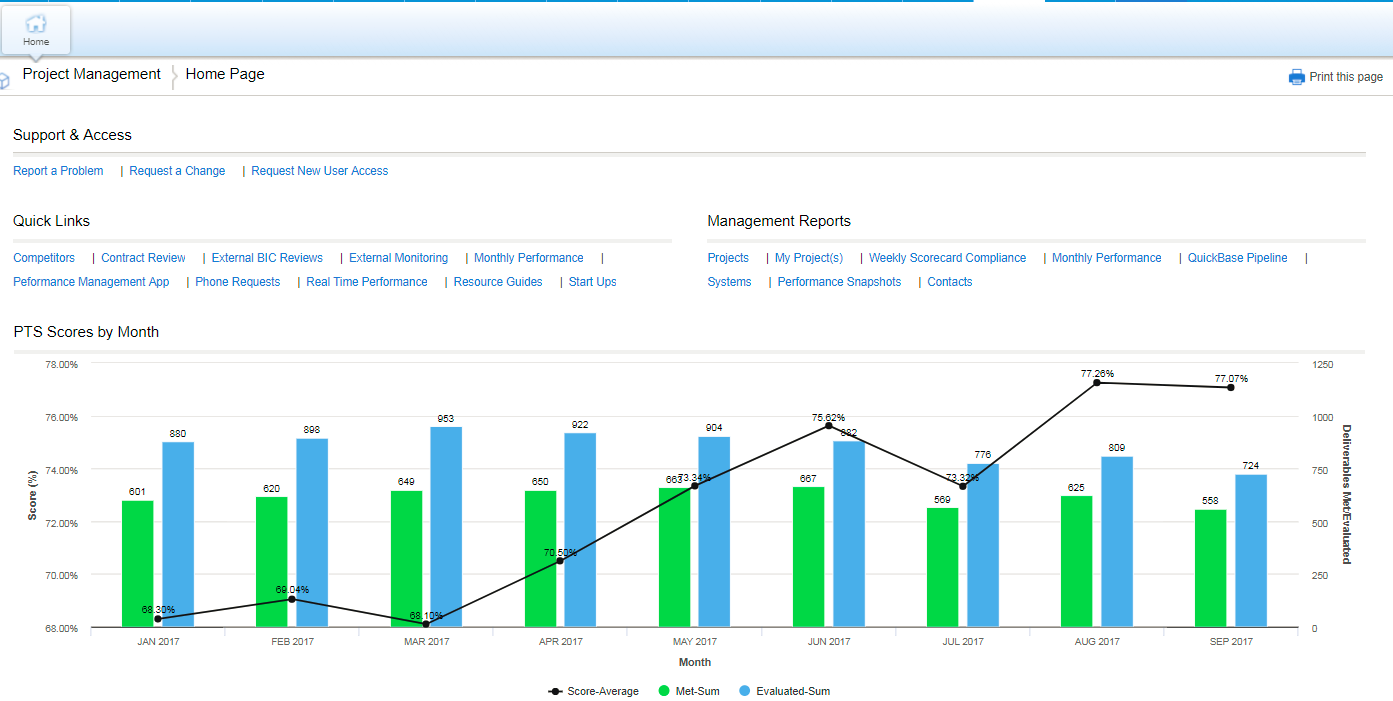 Home
Project Management Home Page
Print this page
Support & Access
Report a Problem | Request a Change | Request New User Access
Quick Links
Competitors | Contract Review | External BIC Reviews | External Monitoring | Monthly Performance |
Peformance Management App | Phone Requests | Real Time Performance | Resource Guides | Start Ups
Management Reports
Projects | My Project(s) | Weekly Scorecard Compliance | Monthly Performance | QuickBase Pipeline |
Systems | Performance Snapshots | Contacts
PTS Scores by Month
Score (%)
78.00%
76.00%
74.00%
72.00%
70.00%
68.00%
601 880 68.30%
620 898 69.04%
649 953 68.10%
650 922 70.50%
663 904 73.34%
667 882 75.62%
569 776 73.32%
625 809 77.26%
558 724 77.07%
1250
1000
750
500
250
0
Deliverables Met/Evaluated
JAN 2017 FEB 2017 MAR 2017 APR 2017 MAY 2017 JUN 2017 JUL 2017 AUG 2017 SEP 2017
Month
Score-Average Met-Sum Evaluated-Sum